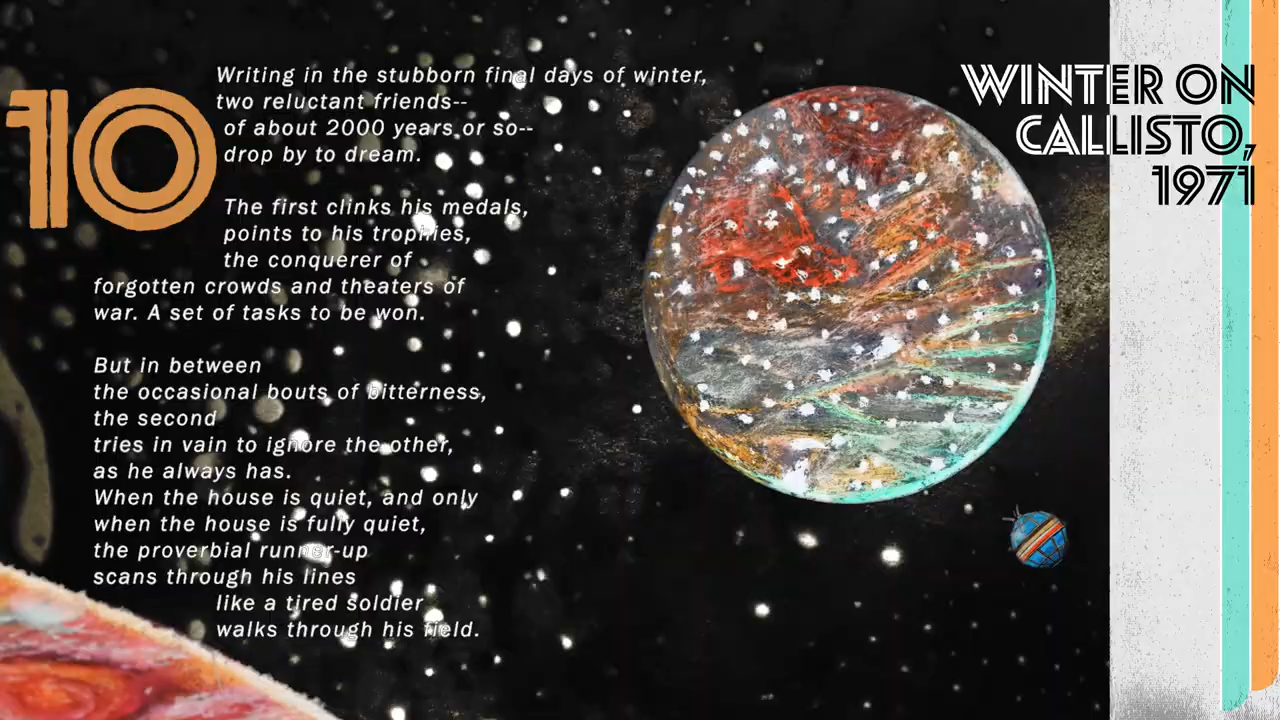 10
Writing in the stubborn final days of winter,
two reluctant friends--
of about 2000 years or so--
drop by to dream.
The first clinks his medals,
points to his trophies,
the conquerer of
forgotten crowds and theaters of
war. A set of tasks to be won.
But in between
the occasional bouts of bitterness,
the second
tries in vain to ignore the other,
as he always has.
When the house is quiet, and only
when the house is fully quiet,
the proverbial runner-up
scans through his lines
like a tired soldier
walks through his field.
WINTER ON
CALLISTO,
1971